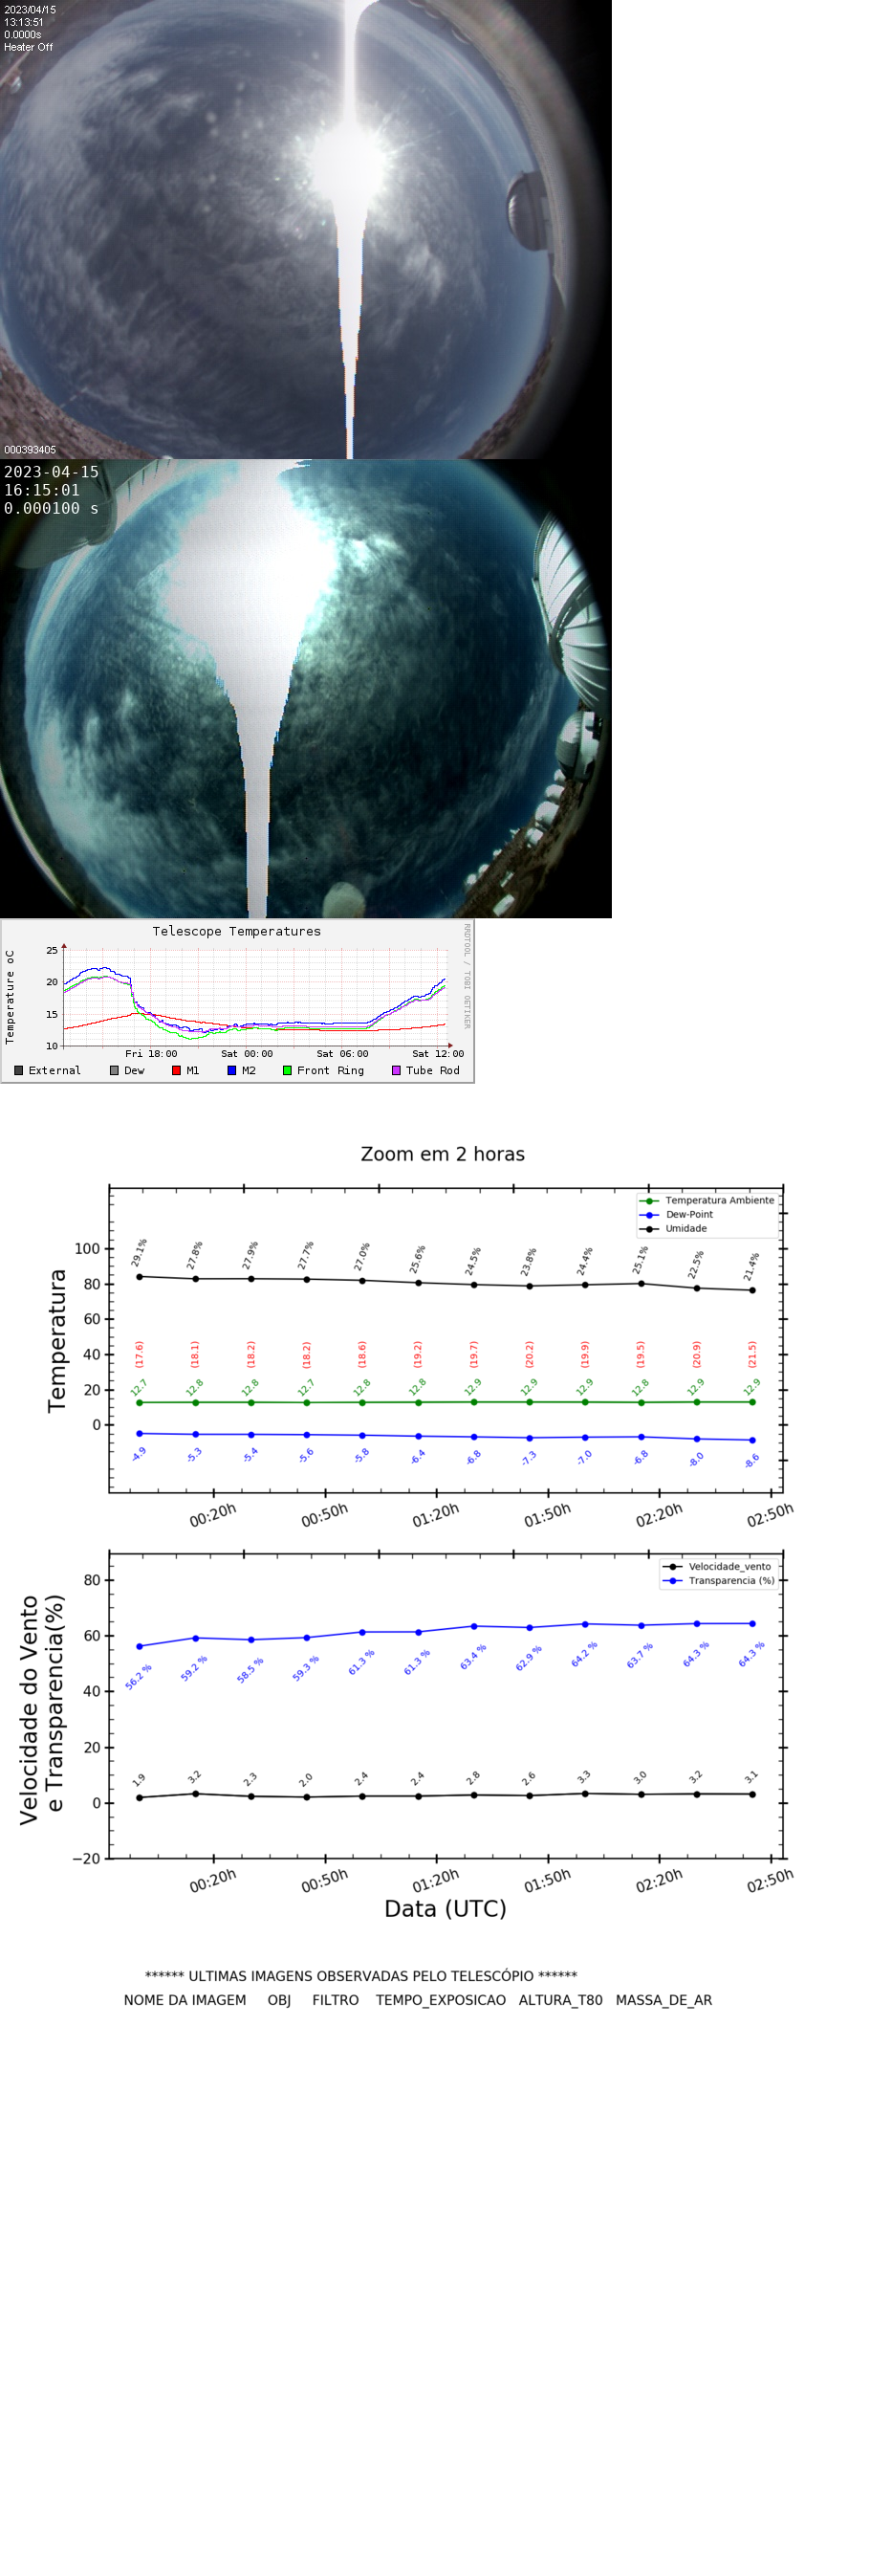 2023/04/15
13:13:51
0.0000s
Heater Off
000393405
2023-04-15
16:15:01
0.000100 s
Telescope Temperatures
RRDTOOL / TOBI OETIKER
Temperature oC
25
20
15
10
Fri 18:00 Sat 00:00 Sat 06:00 Sat 12:00
External Dew M1 M2 Front Ring Tube Rod
Zoom em 2 horas
Temperatura Ambiente
Dew-Point
Umidade
Temperatura
100
80
60
40
20
0
29.1% 27.8% 27.9% 27.7% 27.0% 25.6% 24.5% 23.8% 24.4% 25.1% 22.5% 21.4%
(17.6) (18.1) (18.2) (18.2) (18.6) (19.2) (19.7) (20.2) (19.9) (19.5) (20.9) (21.5)
12.7 12.8 12.8 12.7 12.8 12.8 12.9 12.9 12.9 12.8 12.9 12.9
-4.9 -5.3 -5.4 -5.6 -5.8 -6.4 -6.8 -7.3 -7.0 -6.8 -8.0 -8.6
00:20h 00:50h 01:20h 01:50h 02:20h 02:50h
Velocidade_vento
Transparencia (%)
Velocidade do Vento
e Transparencia(%)
80
60
40
20
0
−20
56.2 % 59.2 % 58.5 % 59.3 % 61.3 % 61.3 % 63.4 % 62.9 % 64.2 % 63.7 % 64.3 % 64.3 %
1.9 3.2 2.3 2.0 2.4 2.4 2.8 2.6 3.3 3.0 3.2 3.1
00:20h 00:50h 01:20h 01:50h 02:20h 02:50h
Data (UTC)
****** ULTIMAS IMAGENS OBSERVADAS PELO TELESCÓPIO ******
NOME DA IMAGEM OBJ FILTRO TEMPO_EXPOSICAO ALTURA_T80 MASSA_DE_AR